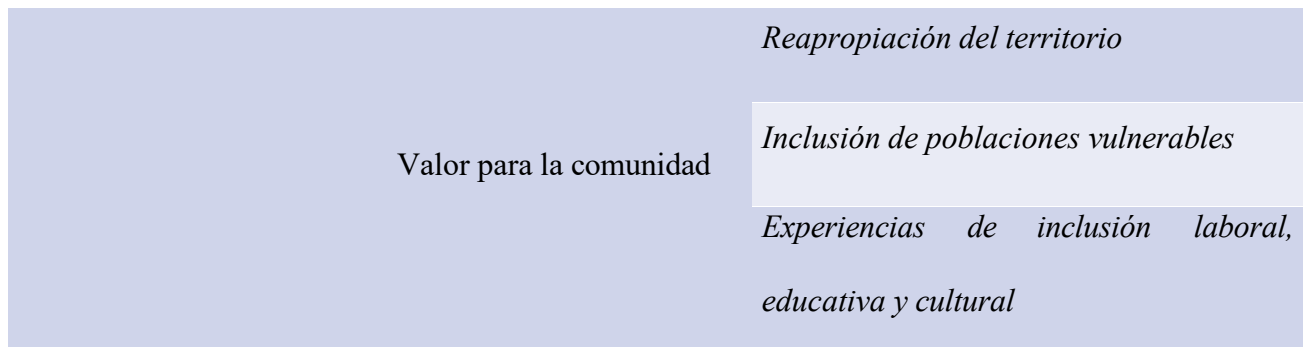 Reapropiación del territorio
Valor para la comunidad
Inclusión de poblaciones vulnerables
Experiencias de inclusión laboral,
educativa y cultural